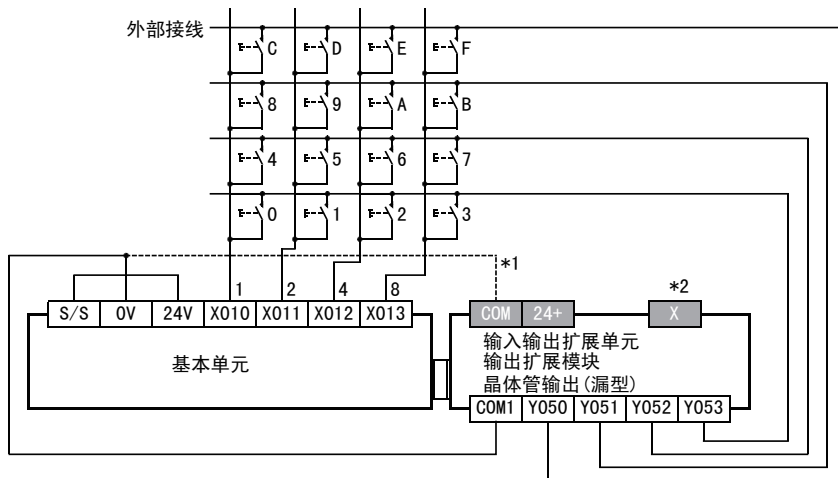 外部接线
C D E F
8 9 A B
4 5 6 7
0 1 2 3
*1
1 2 4 8
*2
S/S 0V 24V X010 X011 X012 X013
COM 24+ X
基本单元
输入输出扩展单元
输出扩展模块
晶体管输出(漏型)
COM1 Y050 Y051 Y052 Y053